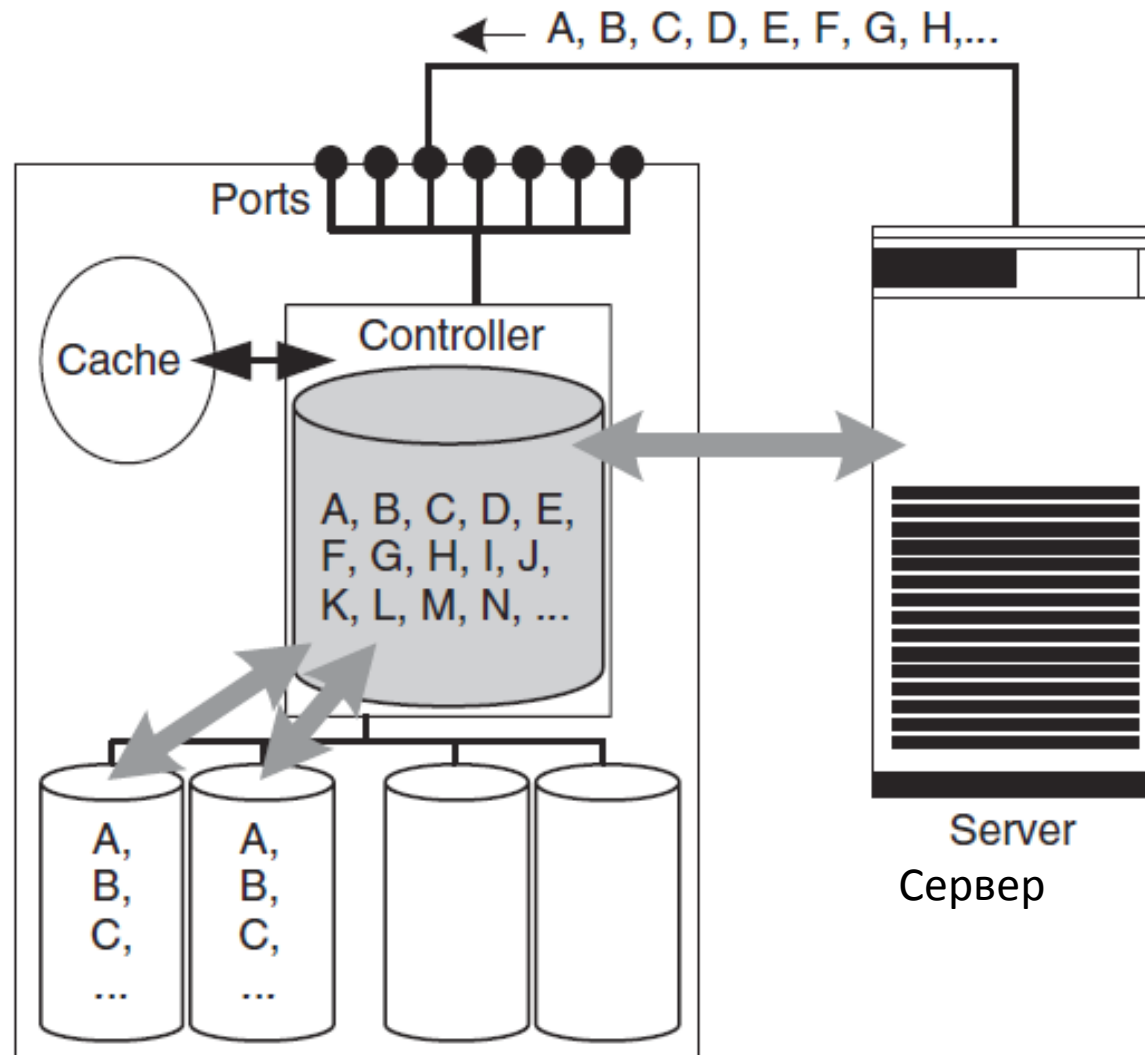 A, B, C, D, E, F, G, H,...
Ports
Cache
Controller
A, B, C, D, E,
F, G, H, I, J,
K, L, M, N, ...
Server
Сервер
A,
B,
C,
...
A,
B,
C,
...